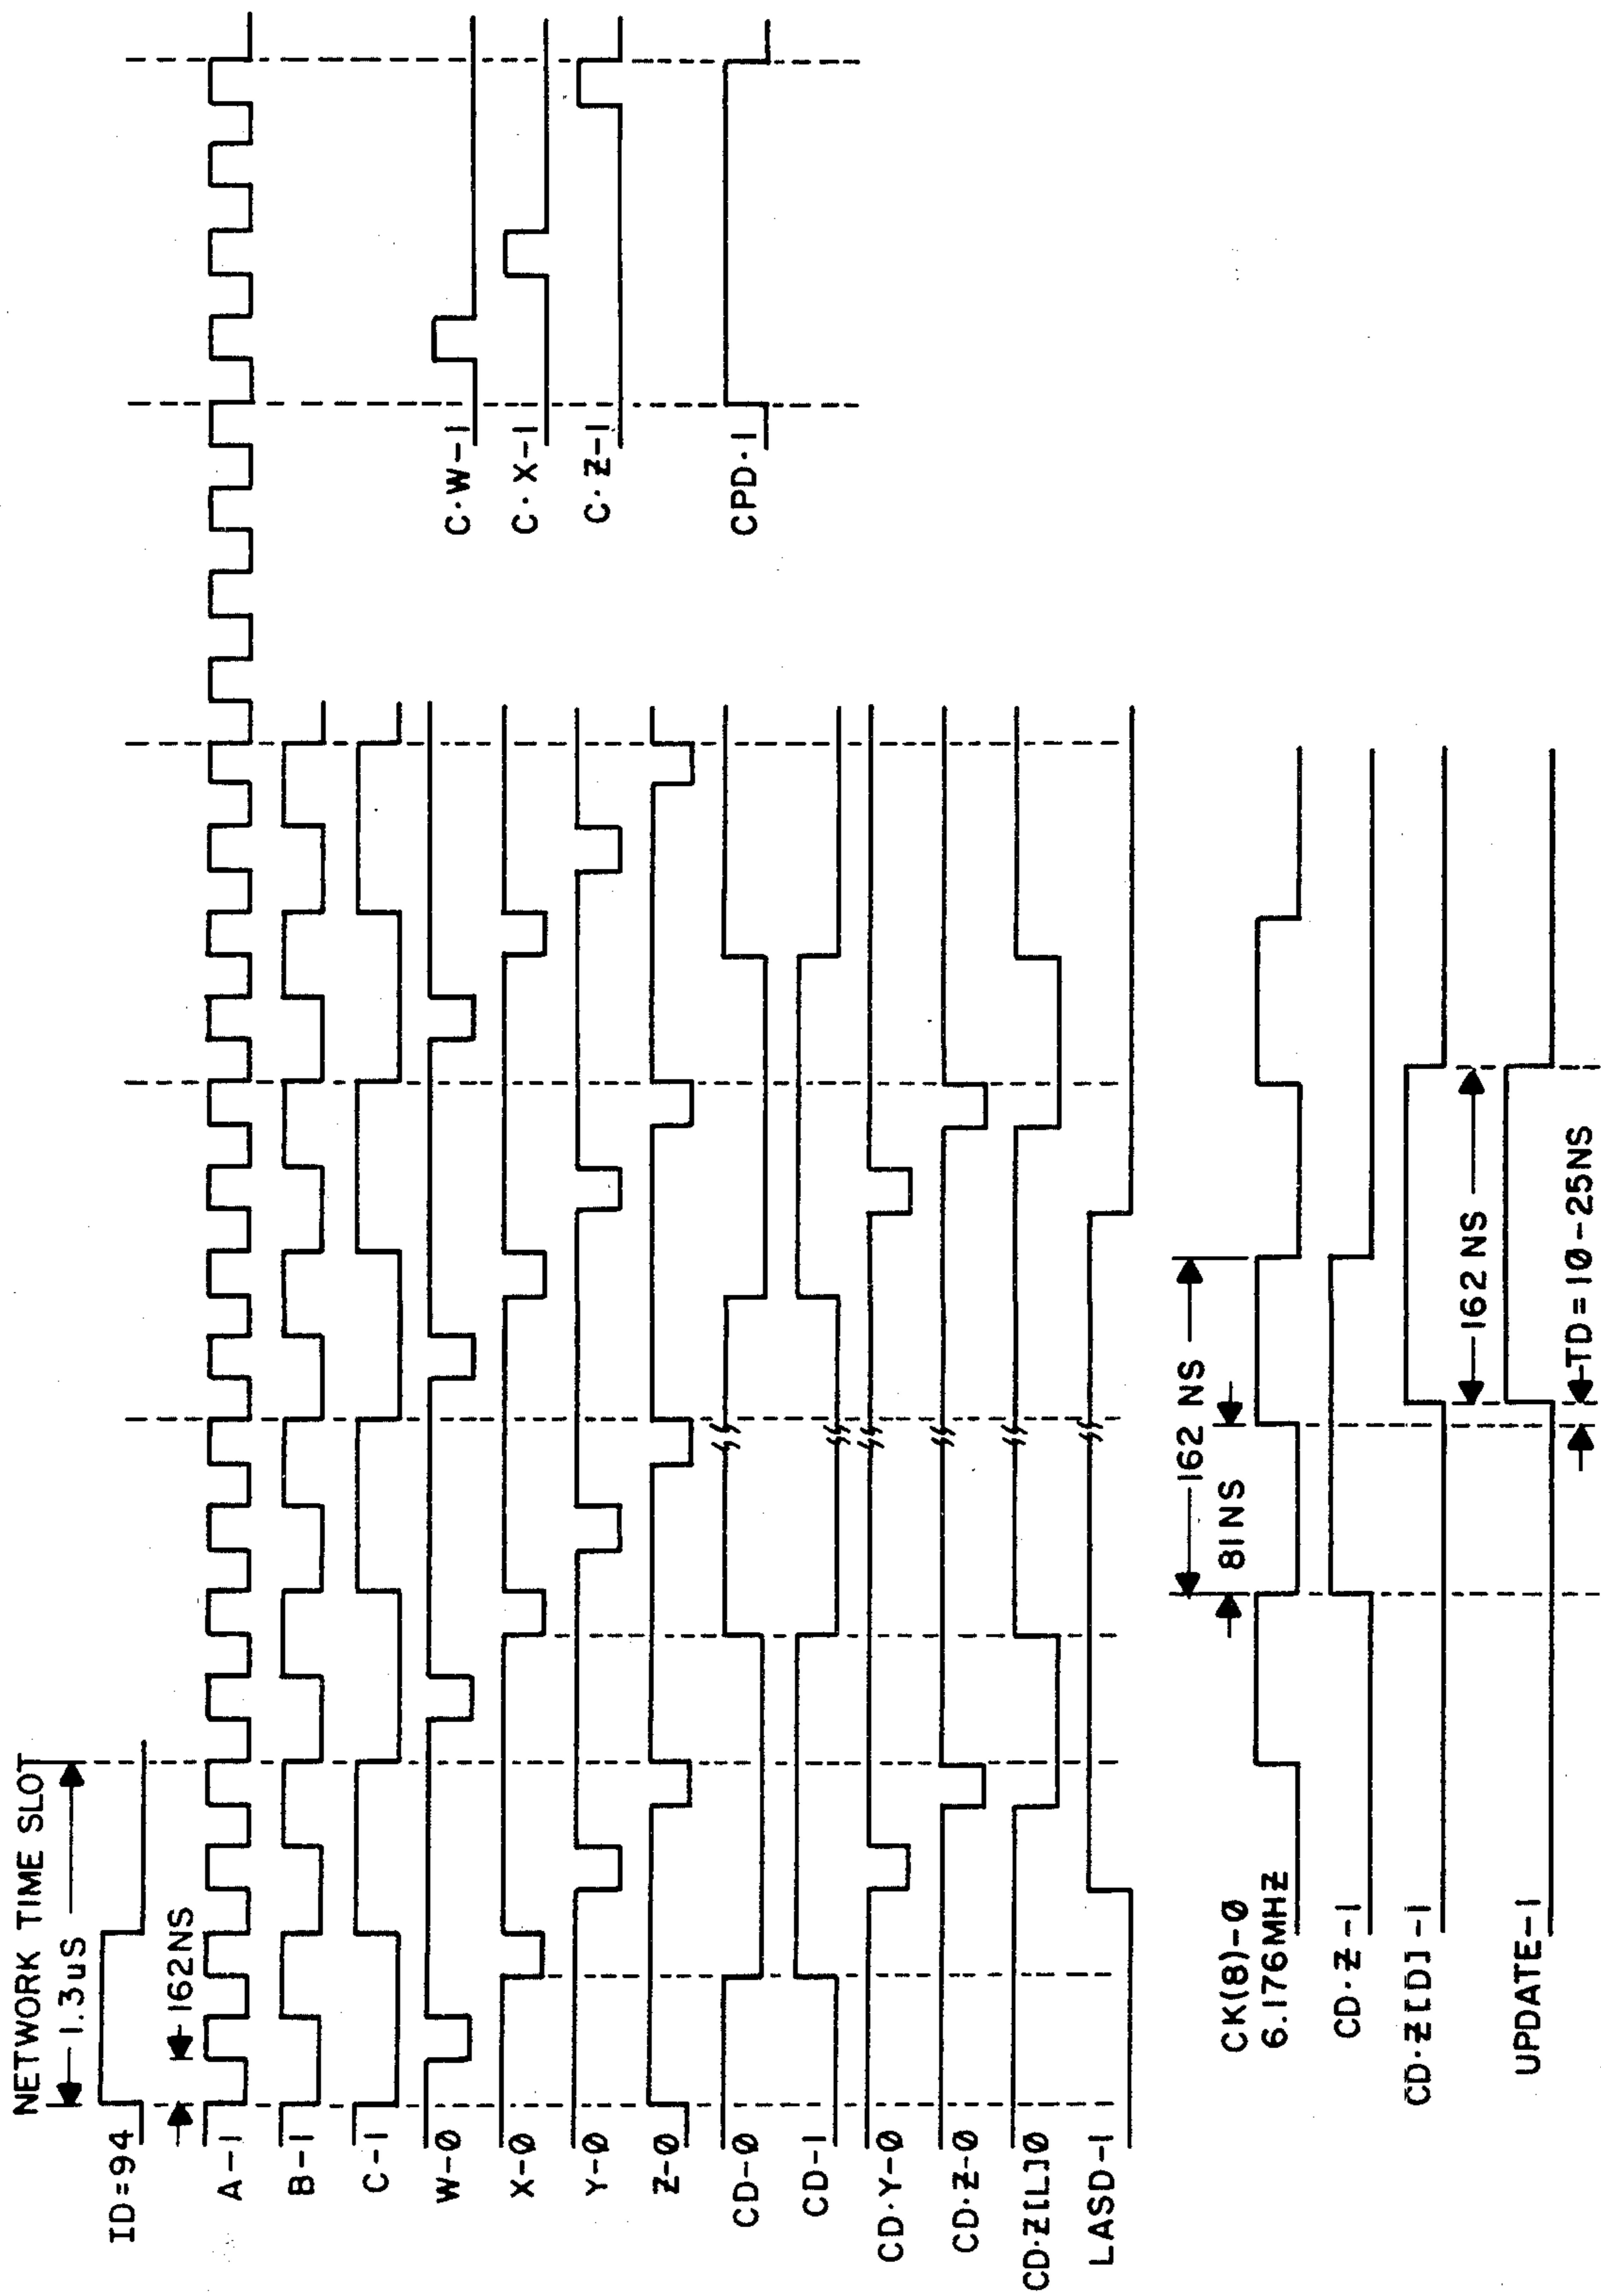 NETWORK TIME SLOT
1.3uS
ID=94
162NS
A-1
B-1
C-1
W-0
X-0
Y-0
Z-0
CD-0
CD-1
CD·Y-0
CD·Z-0
CD·Z[L]0
LASD-1
C·W-1
C·X-1
C·Z-1
CPD·1
162 NS
81NS
CK(8)-0
6.176MHZ
CD·Z-1
CD·Z[D]-1
162 NS
UPDATE-1
TD=10-25NS